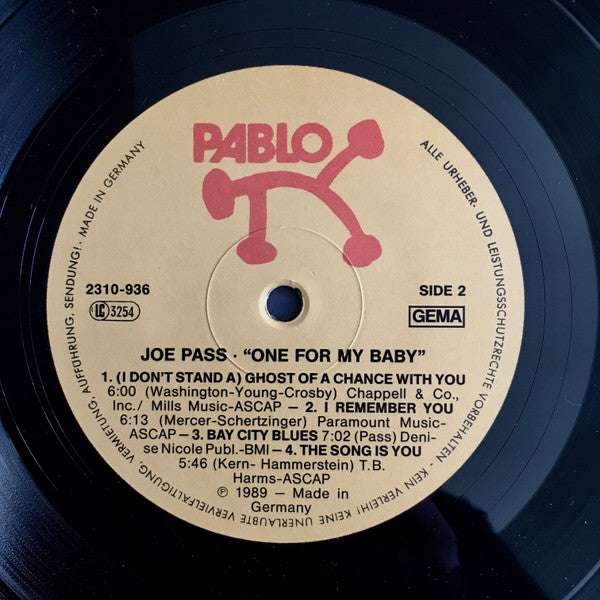 PABLO
2310-936
SIDE 2
LC 3254
GEMA
JOE PASS · "ONE FOR MY BABY"
1. (I DON'T STAND A) GHOST OF A CHANCE WITH YOU
6:00 (Washington-Young-Crosby) Chappell & Co.,
Inc./ Mills Music-ASCAP — 2. I REMEMBER YOU
6:13 (Mercer-Schertzinger) Paramount Music-
ASCAP — 3. BAY CITY BLUES 7:02 (Pass) Deni-
se Nicole Publ.-BMI — 4. THE SONG IS YOU
5:46 (Kern- Hammerstein) T.B.
Harms-ASCAP
℗ 1989 – Made in
Germany
ALLE URHEBER- UND LEISTUNGSSCHUTZRECHTE VORBEHALTEN - KEIN VERLEIH! KEINE UNERLAUBTE VERVIELFÄLTIGUNG, VERMIETUNG, AUFFÜHRUNG, SENDUNG!. MADE IN GERMANY